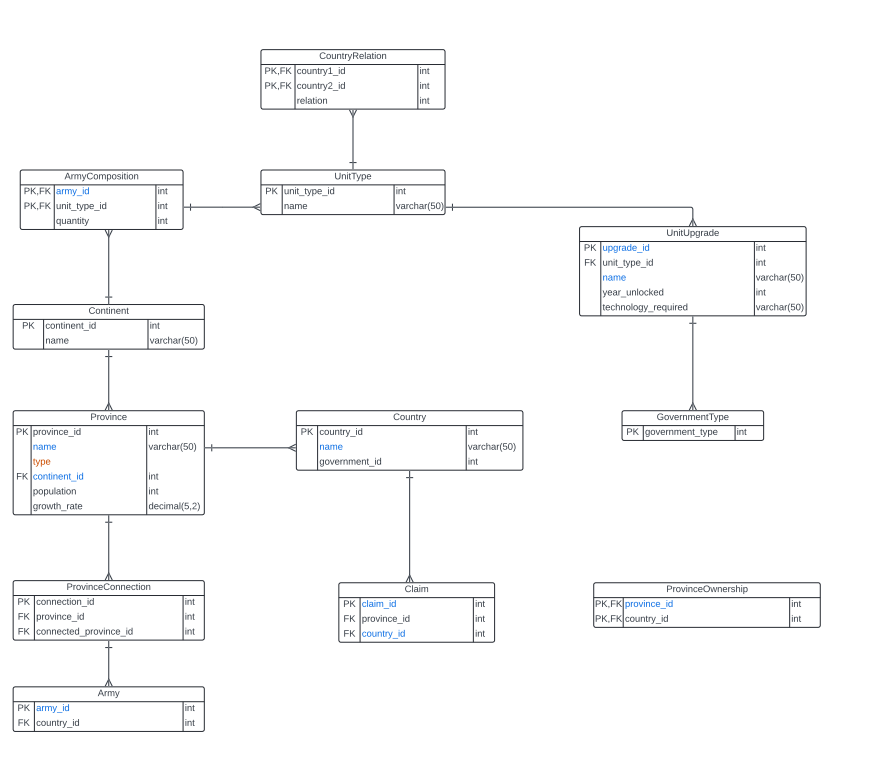 CountryRelation
PK,FK country1_id int
PK,FK country2_id int
relation int
ArmyComposition
PK,FK army_id int
PK,FK unit_type_id int
quantity int
UnitType
PK unit_type_id int
name varchar(50)
UnitUpgrade
PK upgrade_id int
FK unit_type_id int
name varchar(50)
year_unlocked int
technology_required varchar(50)
Continent
PK continent_id int
name varchar(50)
Province
PK province_id int
name varchar(50)
type
FK continent_id int
population int
growth_rate decimal(5,2)
Country
PK country_id int
name varchar(50)
government_id int
GovernmentType
PK government_type int
ProvinceConnection
PK connection_id int
FK province_id int
FK connected_province_id int
Claim
PK claim_id int
FK province_id int
FK country_id int
ProvinceOwnership
PK,FK province_id int
PK,FK country_id int
Army
PK army_id int
FK country_id int